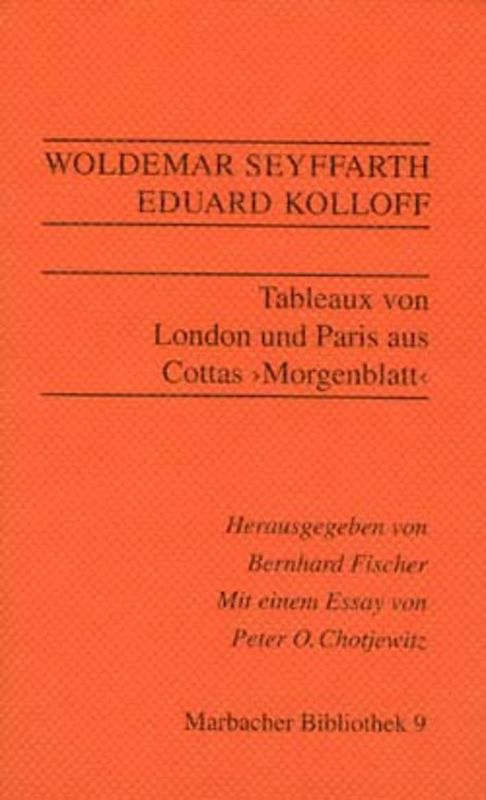 WOLDEMAR SEYFFARTH
EDUARD KOLLOFF
Tableaux von
London und Paris aus
Cottas ›Morgenblatt‹
Herausgegeben von
Bernhard Fischer
Mit einem Essay von
Peter O. Chotjewitz
Marbacher Bibliothek 9